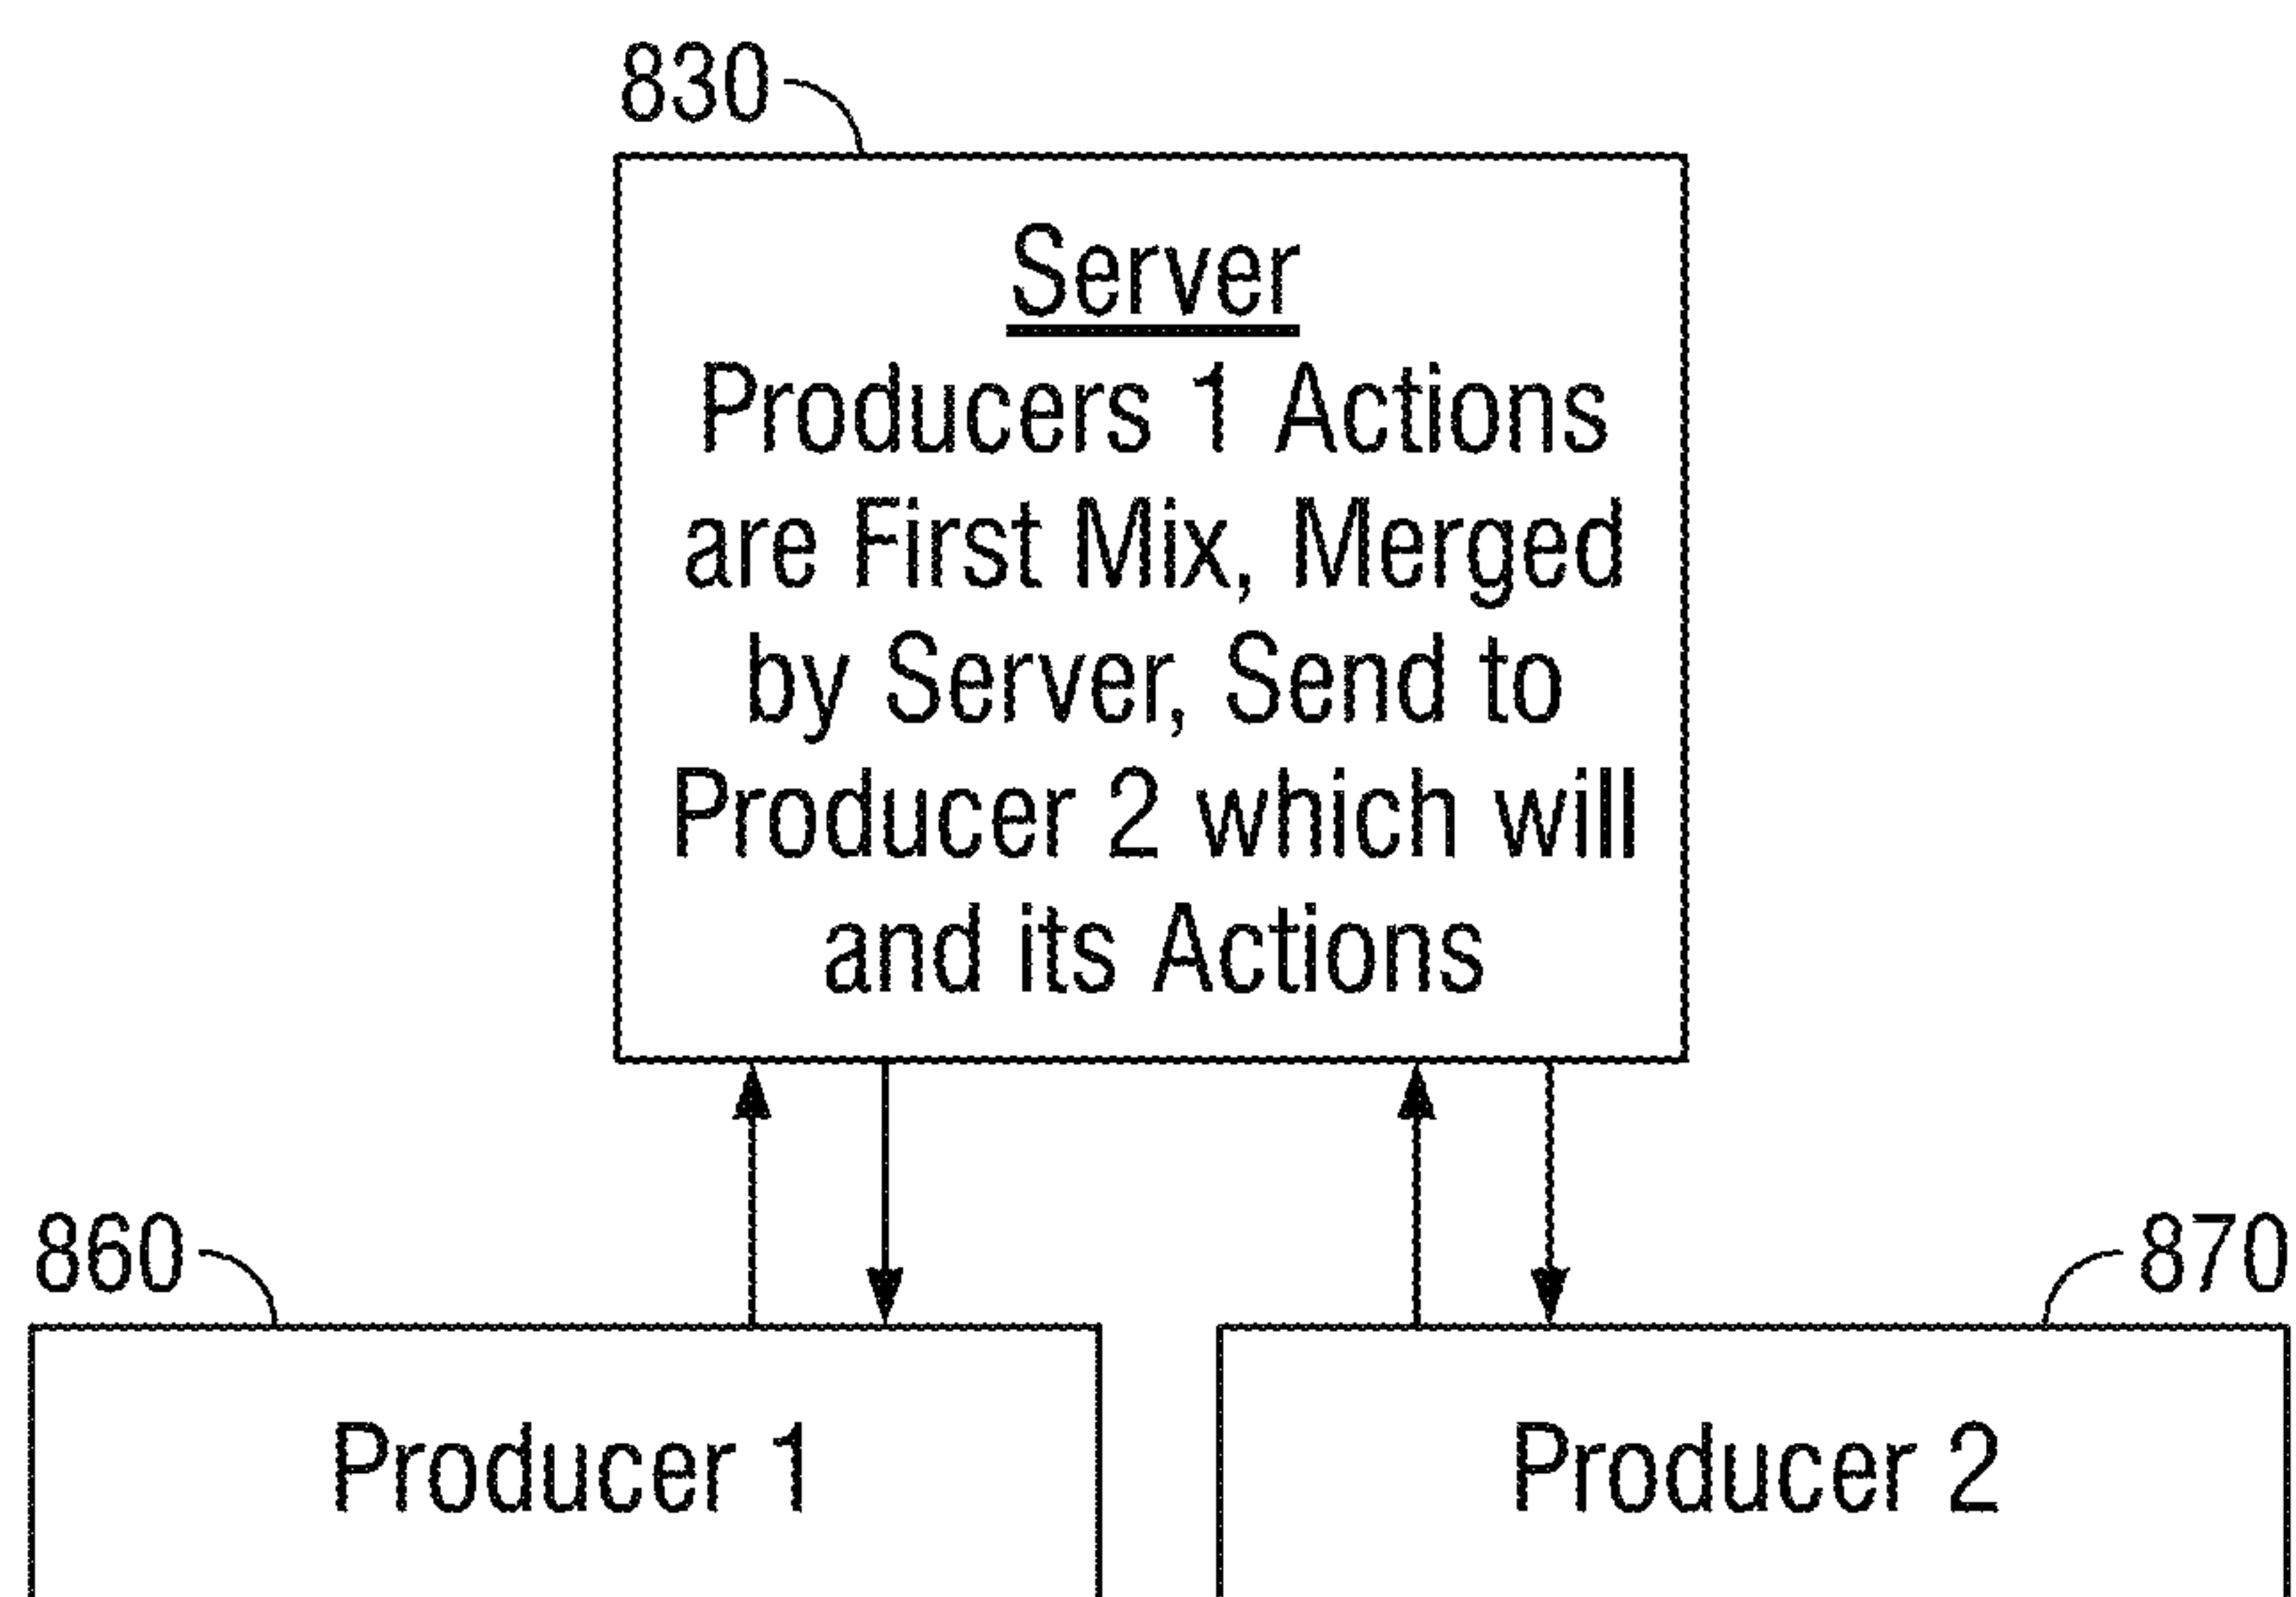 830
Server
Producers 1 Actions
are First Mix, Merged
by Server, Send to
Producer 2 which will
and its Actions
860
870
Producer 1
Producer 2